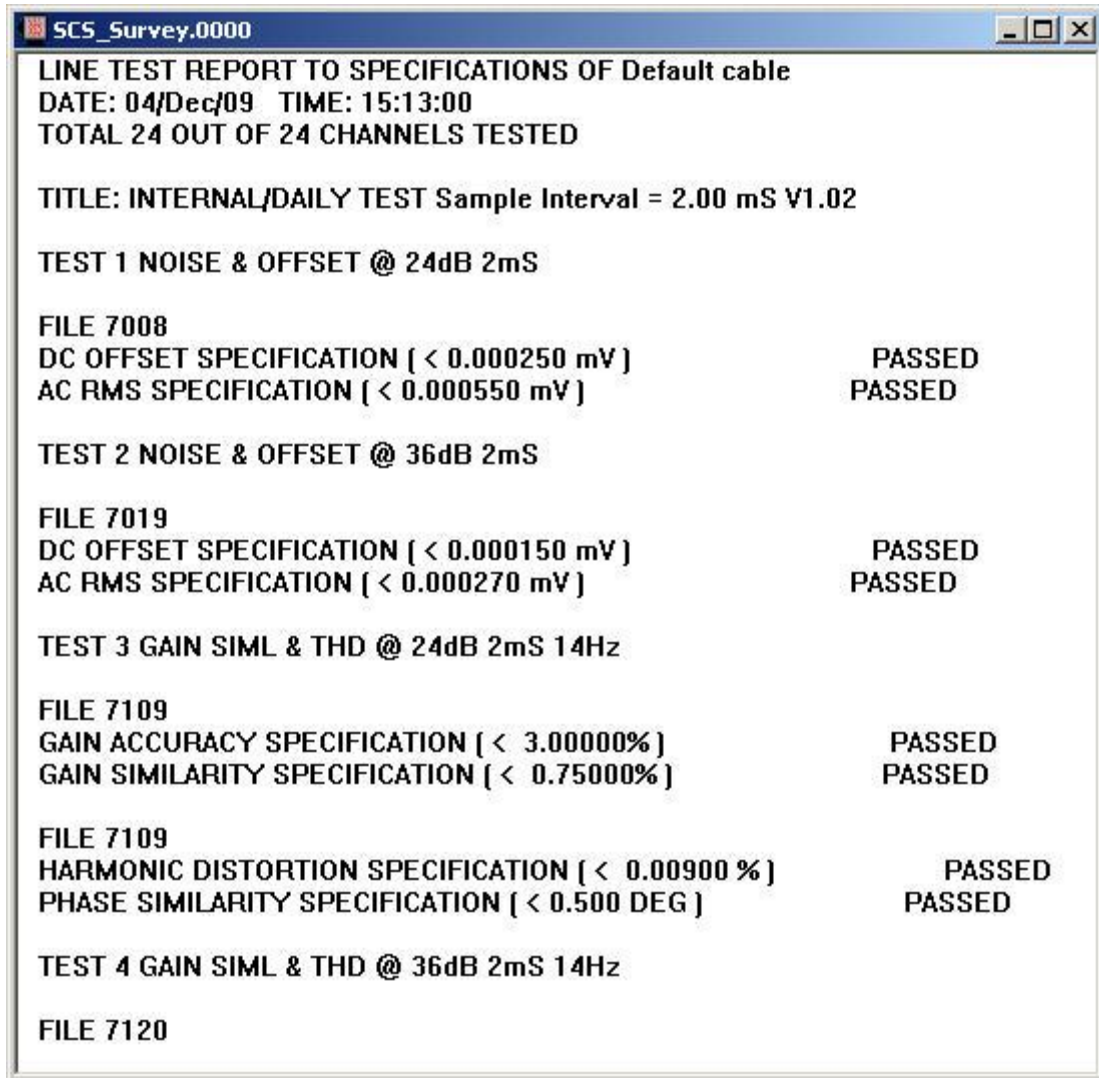 SCS_Survey.0000
LINE TEST REPORT TO SPECIFICATIONS OF Default cable
DATE: 04/Dec/09 TIME: 15:13:00
TOTAL 24 OUT OF 24 CHANNELS TESTED
TITLE: INTERNAL/DAILY TEST Sample Interval = 2.00 mS V1.02
TEST 1 NOISE & OFFSET @ 24dB 2mS
FILE 7008
DC OFFSET SPECIFICATION ( < 0.000250 mV ) PASSED
AC RMS SPECIFICATION ( < 0.000550 mV ) PASSED
TEST 2 NOISE & OFFSET @ 36dB 2mS
FILE 7019
DC OFFSET SPECIFICATION ( < 0.000150 mV ) PASSED
AC RMS SPECIFICATION ( < 0.000270 mV ) PASSED
TEST 3 GAIN SIML & THD @ 24dB 2mS 14Hz
FILE 7109
GAIN ACCURACY SPECIFICATION ( < 3.00000% ) PASSED
GAIN SIMILARITY SPECIFICATION ( < 0.75000% ) PASSED
FILE 7109
HARMONIC DISTORTION SPECIFICATION ( < 0.00900 % ) PASSED
PHASE SIMILARITY SPECIFICATION ( < 0.500 DEG ) PASSED
TEST 4 GAIN SIML & THD @ 36dB 2mS 14Hz
FILE 7120